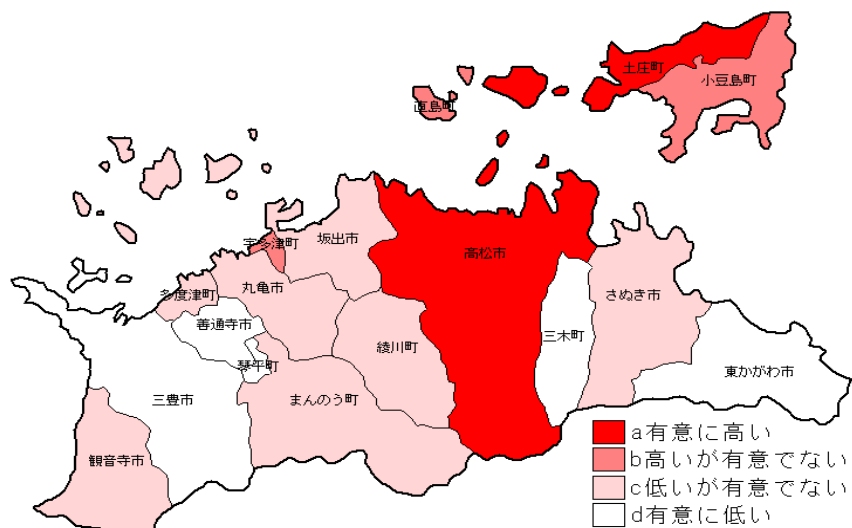 土庄町
小豆島町
直島町
宇多津町
坂出市
高松市
丸亀市
多度津町
さぬき市
善通寺市
三木町
綾川町
琴平町
東かがわ市
三豊市
まんのう町
観音寺市
a有意に高い
b高いが有意でない
c低いが有意でない
d有意に低い